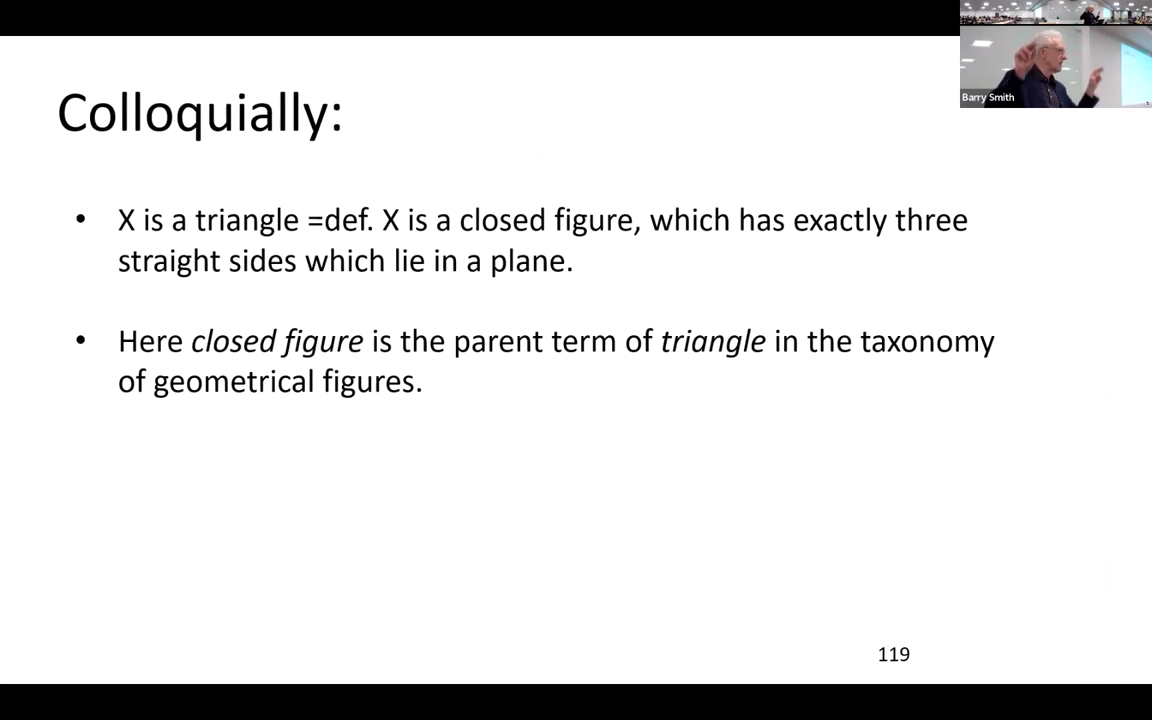 Colloquially:
Barry Smith
• X is a triangle =def. X is a closed figure, which has exactly three
straight sides which lie in a plane.
• Here closed figure is the parent term of triangle in the taxonomy
of geometrical figures.
119